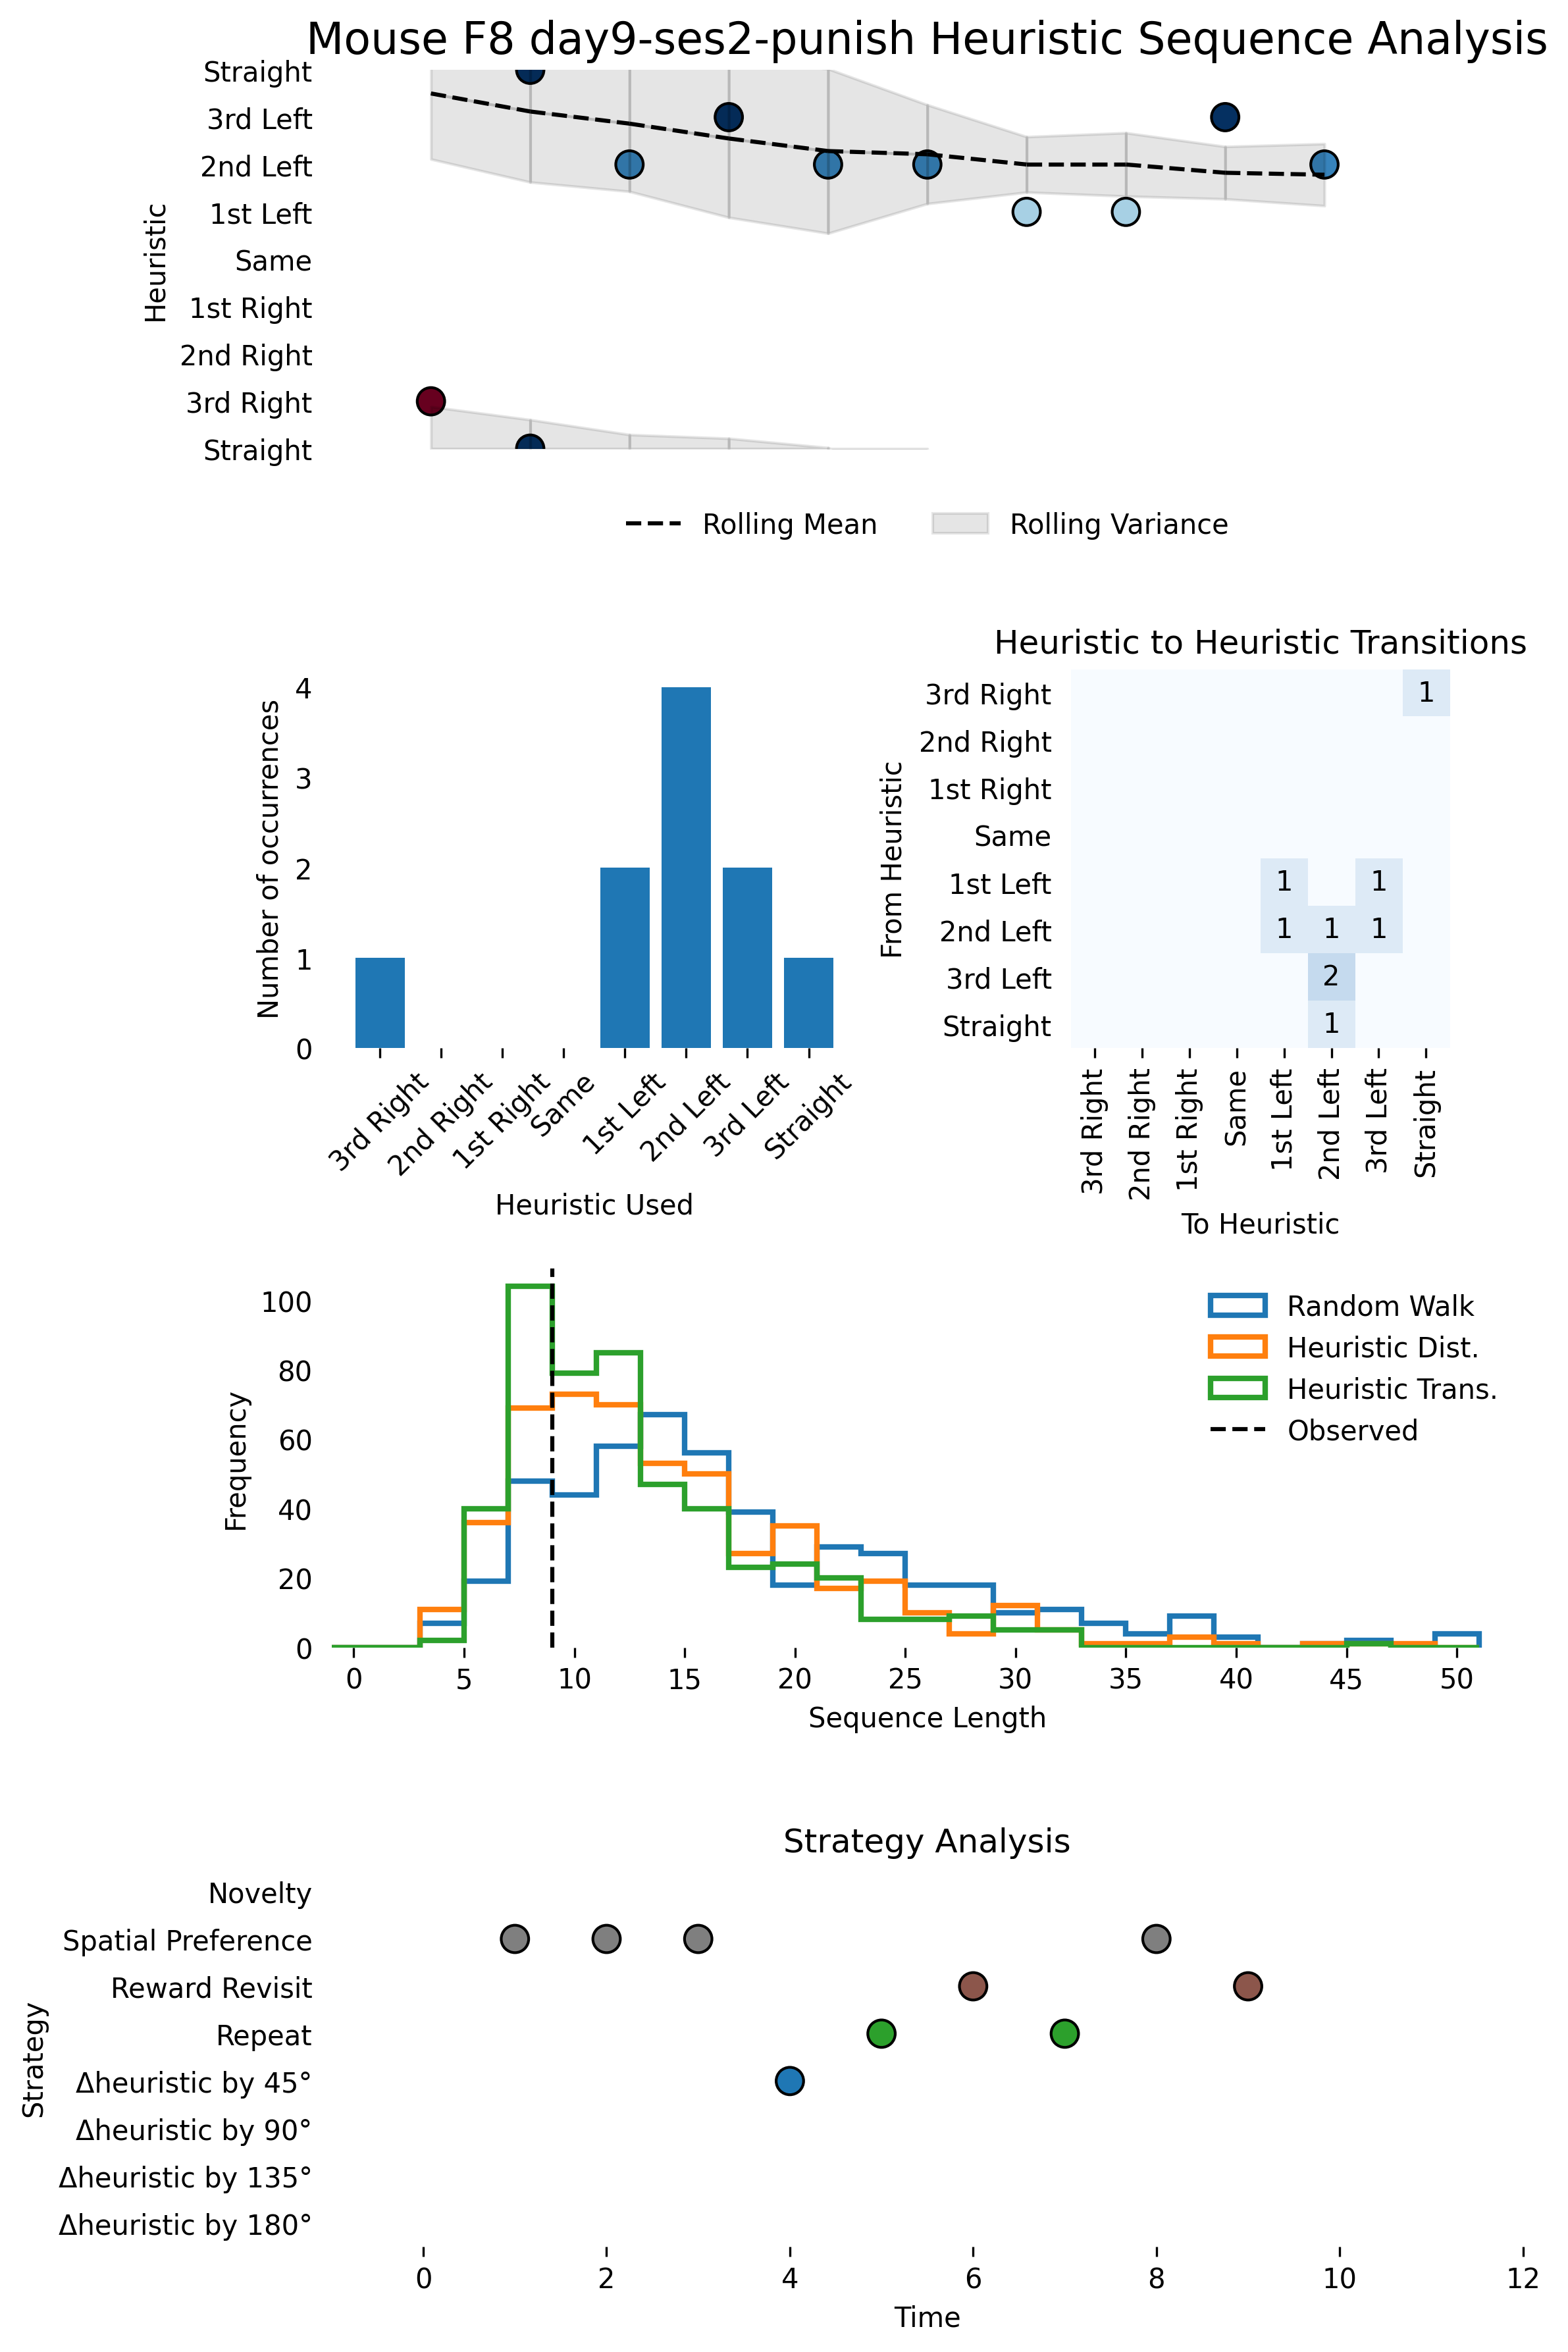 Mouse F8 day9-ses2-punish Heuristic Sequence Analysis
Heuristic
Straight
3rd Left
2nd Left
1st Left
Same
1st Right
2nd Right
3rd Right
Straight
Rolling Mean
Rolling Variance
Number of occurrences
4
3
2
1
0
3rd Right
2nd Right
1st Right
Same
1st Left
2nd Left
3rd Left
Straight
Heuristic Used
Heuristic to Heuristic Transitions
From Heuristic
3rd Right
2nd Right
1st Right
Same
1st Left
2nd Left
3rd Left
Straight
1
1 1
1 1 1
2
1
3rd Right
2nd Right
1st Right
Same
1st Left
2nd Left
3rd Left
Straight
To Heuristic
Frequency
100
80
60
40
20
0
0 5 10 15 20 25 30 35 40 45 50
Sequence Length
Random Walk
Heuristic Dist.
Heuristic Trans.
Observed
Strategy Analysis
Strategy
Novelty
Spatial Preference
Reward Revisit
Repeat
Δheuristic by 45°
Δheuristic by 90°
Δheuristic by 135°
Δheuristic by 180°
0 2 4 6 8 10 12
Time